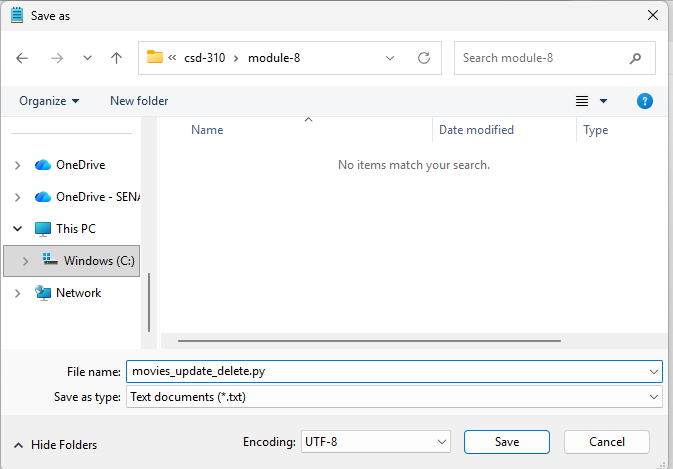 Save as
csd-310 module-8
Search module-8
Organize New folder
Name Date modified Type
No items match your search.
OneDrive
OneDrive - SENA
This PC
Windows (C:)
Network
File name: movies_update_delete.py
Save as type: Text documents (*.txt)
Hide Folders Encoding: UTF-8 Save Cancel